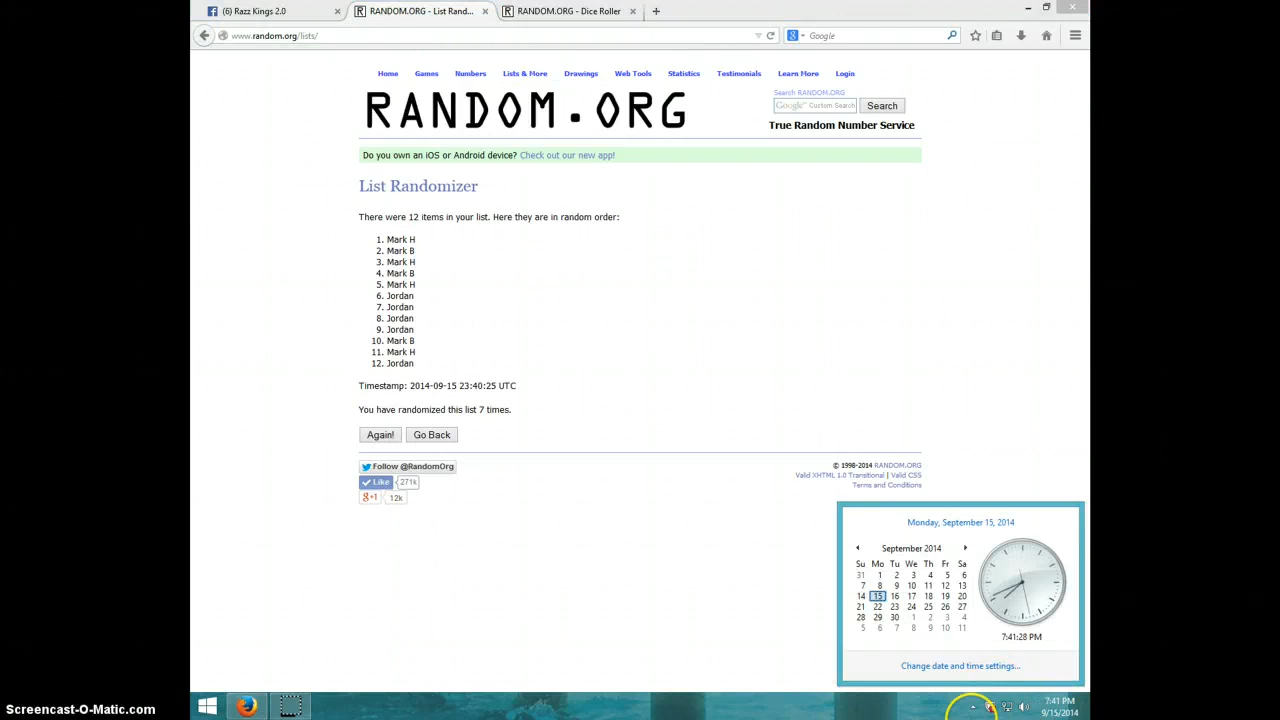 (6) Razz Kings 2.0
RANDOM.ORG - List Rand...
RANDOM.ORG - Dice Roller
www.random.org/lists/
Google
Home Games Numbers Lists & More Drawings Web Tools Statistics Testimonials Learn More Login
RANDOM.ORG
Search RANDOM.ORG
Google™ Custom Search
Search
True Random Number Service
Do you own an iOS or Android device? Check out our new app!
List Randomizer
There were 12 items in your list. Here they are in random order:
1. Mark H
2. Mark B
3. Mark H
4. Mark B
5. Mark H
6. Jordan
7. Jordan
8. Jordan
9. Jordan
10. Mark B
11. Mark H
12. Jordan
Timestamp: 2014-09-15 23:40:25 UTC
You have randomized this list 7 times.
Again! Go Back
Follow @RandomOrg
Like 271k
g+1 12k
© 1998-2014 RANDOM.ORG
Valid XHTML 1.0 Transitional | Valid CSS
Terms and Conditions
Monday, September 15, 2014
September 2014
Su Mo Tu We Th Fr Sa
31 1 2 3 4 5 6
7 8 9 10 11 12 13
14 15 16 17 18 19 20
21 22 23 24 25 26 27
28 29 30 1 2 3 4
5 6 7 8 9 10 11
7:41:28 PM
Change date and time settings...
7:41 PM
9/15/2014
Screencast-O-Matic.com